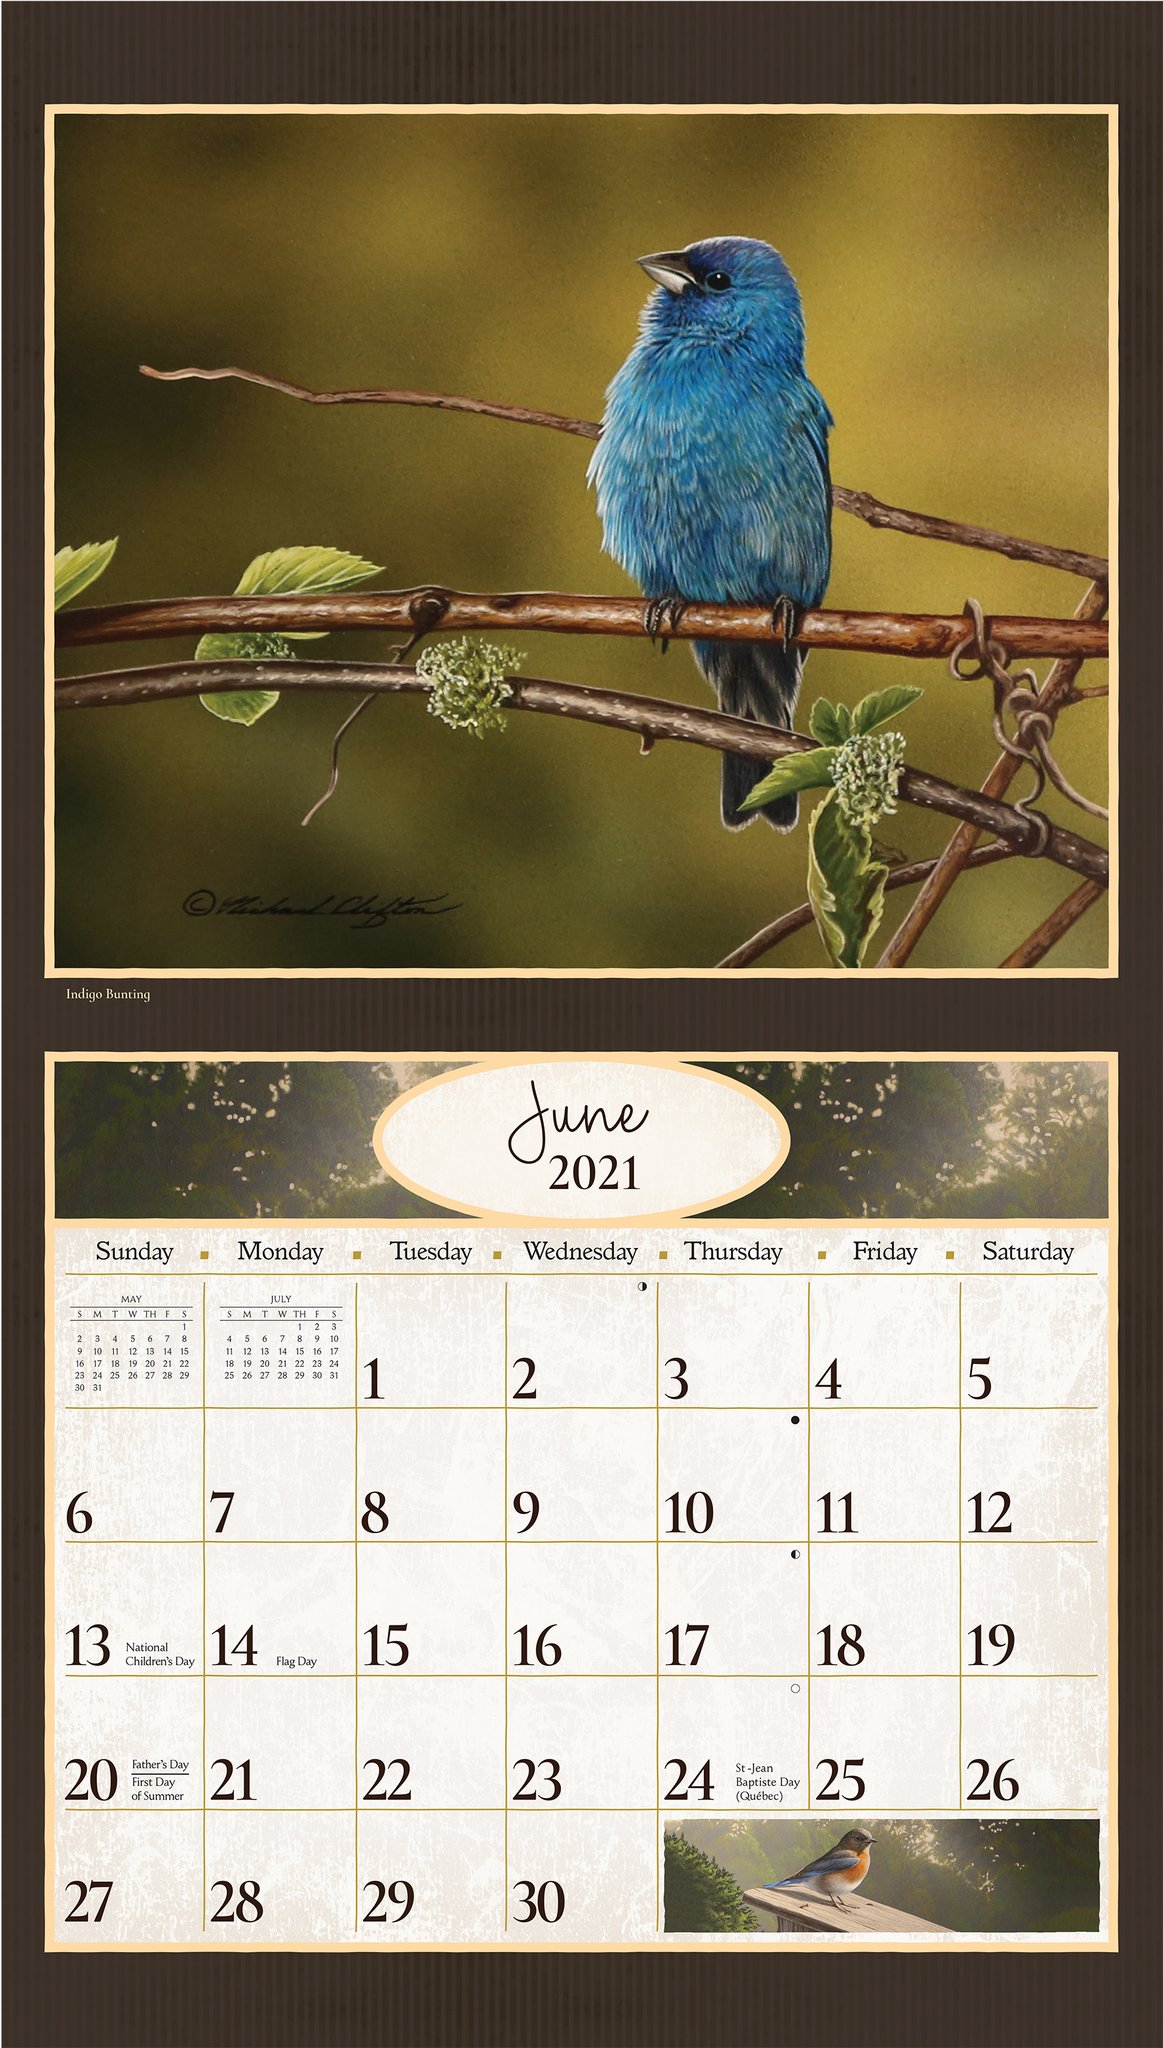 © Michael Clifton
Indigo Bunting
June
2021
Sunday Monday Tuesday Wednesday Thursday Friday Saturday
MAY
S M T W TH F S
1
2 3 4 5 6 7 8
9 10 11 12 13 14 15
16 17 18 19 20 21 22
23 24 25 26 27 28 29
30 31
JULY
S M T W TH F S
1 2 3
4 5 6 7 8 9 10
11 12 13 14 15 16 17
18 19 20 21 22 23 24
25 26 27 28 29 30 31
1 2 3 4 5
6 7 8 9 10 11 12
13 National
Children's Day
14 Flag Day
15 16 17 18 19
20 Father's Day
First Day
of Summer
21 22 23
24 St-Jean
Baptiste Day
(Québec)
25 26
27 28 29 30